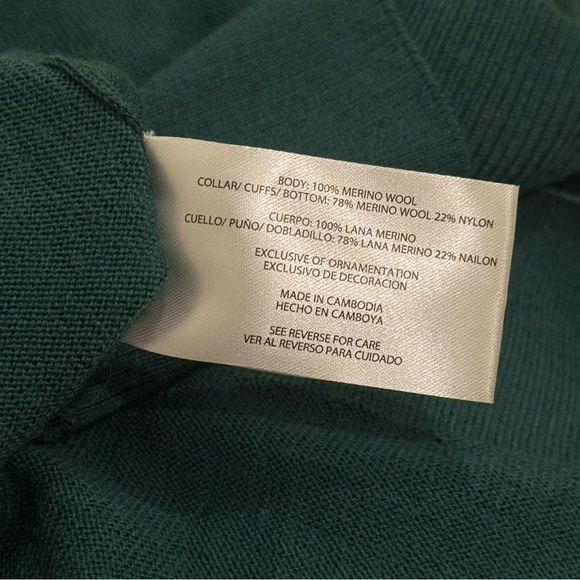 BODY: 100% MERINO WOOL
COLLAR/ CUFFS/ BOTTOM: 78% MERINO WOOL 22% NYLON
CUERPO: 100% LANA MERINO
CUELLO/ PUÑO/ DOBLADILLO: 78% LANA MERINO 22% NAILON
EXCLUSIVE OF ORNAMENTATION
EXCLUSIVO DE DECORACION
MADE IN CAMBODIA
HECHO EN CAMBOYA
SEE REVERSE FOR CARE
VER AL REVERSO PARA CUIDADO